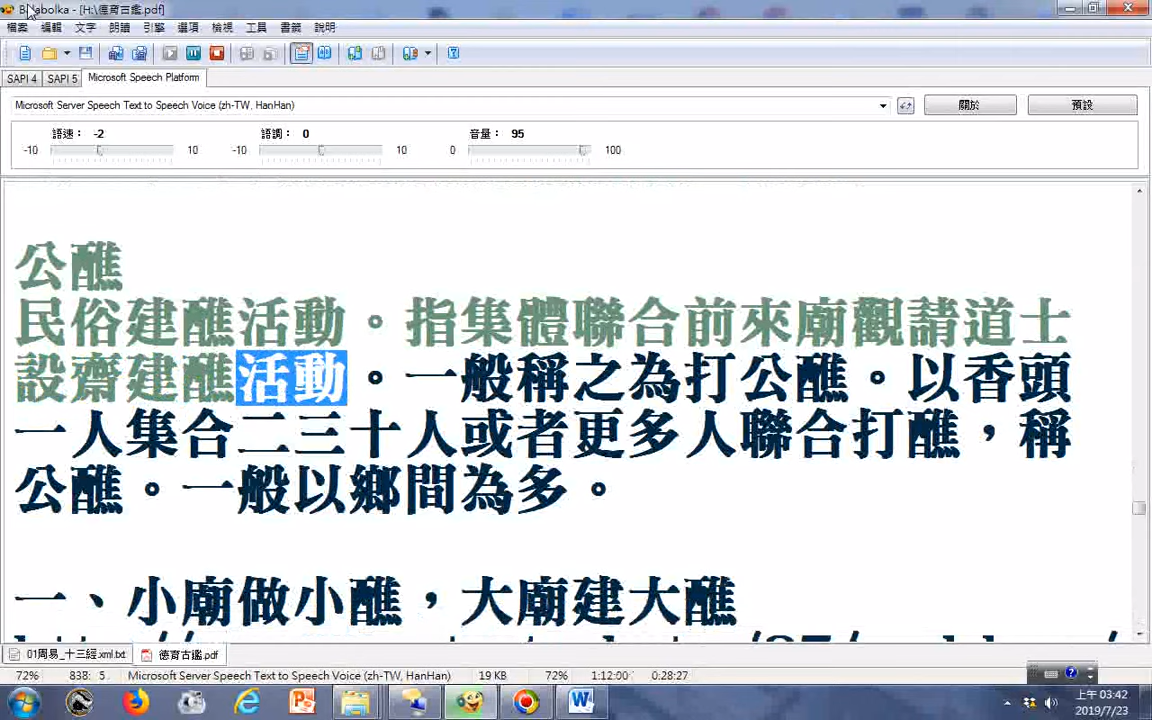 Balabolka - [H:\德育古鑑.pdf]
檔案 編輯 文字 朗讀 引擎 選項 檢視 工具 書籤 說明
SAPI 4 SAPI 5 Microsoft Speech Platform
Microsoft Server Speech Text to Speech Voice (zh-TW, HanHan) 關於 預設
語速： -2 語調： 0 音量： 95
-10 10 -10 10 0 100
公醮
民俗建醮活動。指集體聯合前來廟觀請道士
設齋建醮活動。一般稱之為打公醮。以香頭
一人集合二三十人或者更多人聯合打醮，稱
公醮。一般以鄉間為多。
一、小廟做小醮，大廟建大醮
01周易_十三經.xml.txt 德育古鑑.pdf
72% 838: 5 Microsoft Server Speech Text to Speech Voice (zh-TW, HanHan) 19 KB 72% 1:12:00 0:28:27
上午 03:42
2019/7/23